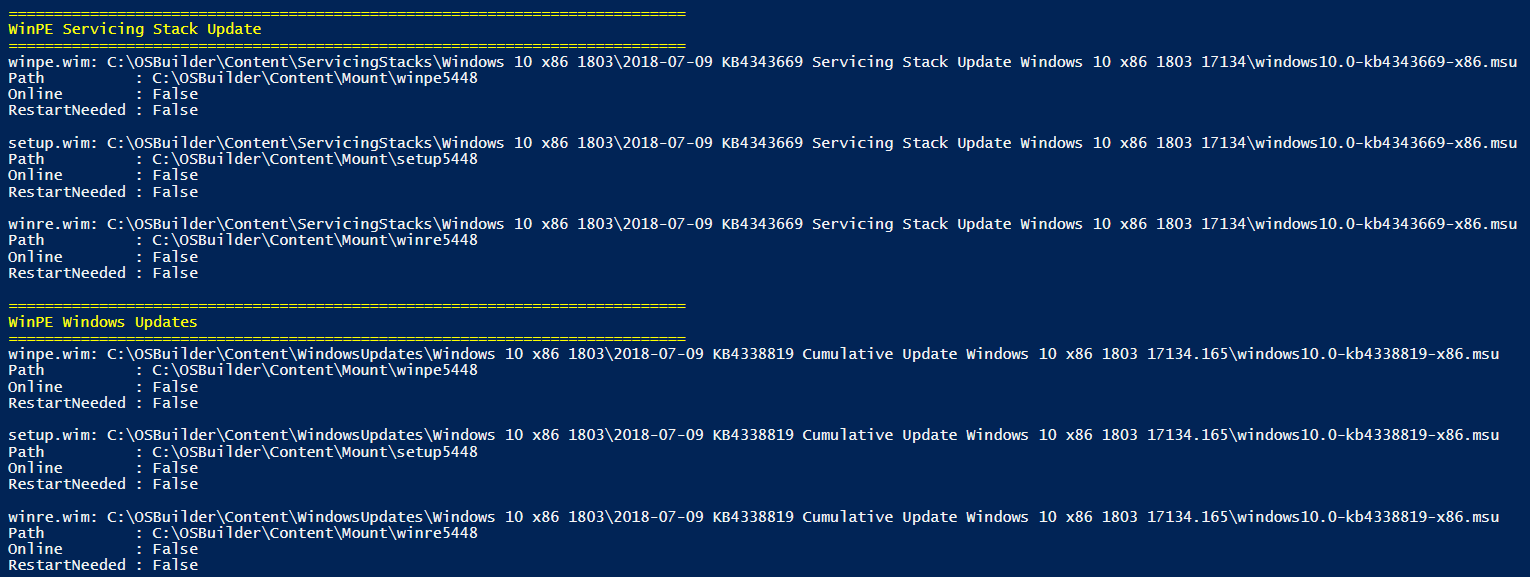 ===========================================================================
WinPE Servicing Stack Update
===========================================================================
winpe.wim: C:\OSBuilder\Content\ServicingStacks\Windows 10 x86 1803\2018-07-09 KB4343669 Servicing Stack Update Windows 10 x86 1803 17134\windows10.0-kb4343669-x86.msu
Path          : C:\OSBuilder\Content\Mount\winpe5448
Online        : False
RestartNeeded : False

setup.wim: C:\OSBuilder\Content\ServicingStacks\Windows 10 x86 1803\2018-07-09 KB4343669 Servicing Stack Update Windows 10 x86 1803 17134\windows10.0-kb4343669-x86.msu
Path          : C:\OSBuilder\Content\Mount\setup5448
Online        : False
RestartNeeded : False

winre.wim: C:\OSBuilder\Content\ServicingStacks\Windows 10 x86 1803\2018-07-09 KB4343669 Servicing Stack Update Windows 10 x86 1803 17134\windows10.0-kb4343669-x86.msu
Path          : C:\OSBuilder\Content\Mount\winre5448
Online        : False
RestartNeeded : False

===========================================================================
WinPE Windows Updates
===========================================================================
winpe.wim: C:\OSBuilder\Content\WindowsUpdates\Windows 10 x86 1803\2018-07-09 KB4338819 Cumulative Update Windows 10 x86 1803 17134.165\windows10.0-kb4338819-x86.msu
Path          : C:\OSBuilder\Content\Mount\winpe5448
Online        : False
RestartNeeded : False

setup.wim: C:\OSBuilder\Content\WindowsUpdates\Windows 10 x86 1803\2018-07-09 KB4338819 Cumulative Update Windows 10 x86 1803 17134.165\windows10.0-kb4338819-x86.msu
Path          : C:\OSBuilder\Content\Mount\setup5448
Online        : False
RestartNeeded : False

winre.wim: C:\OSBuilder\Content\WindowsUpdates\Windows 10 x86 1803\2018-07-09 KB4338819 Cumulative Update Windows 10 x86 1803 17134.165\windows10.0-kb4338819-x86.msu
Path          : C:\OSBuilder\Content\Mount\winre5448
Online        : False
RestartNeeded : False